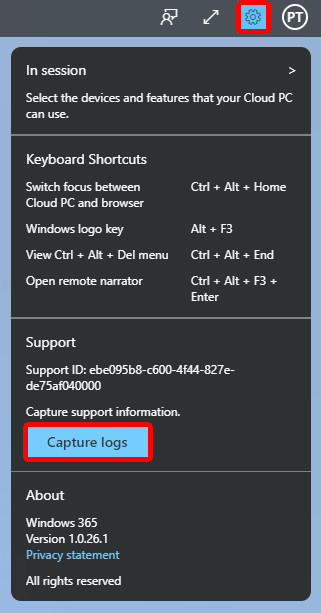 PT
In session >
Select the devices and features that your Cloud PC
can use.
Keyboard Shortcuts
Switch focus between Ctrl + Alt + Home
Cloud PC and browser
Windows logo key Alt + F3
View Ctrl + Alt + Del menu Ctrl + Alt + End
Open remote narrator Ctrl + Alt + F3 +
Enter
Support
Support ID: ebe095b8-c600-4f44-827e-
de75af040000
Capture support information.
Capture logs
About
Windows 365
Version 1.0.26.1
Privacy statement
All rights reserved